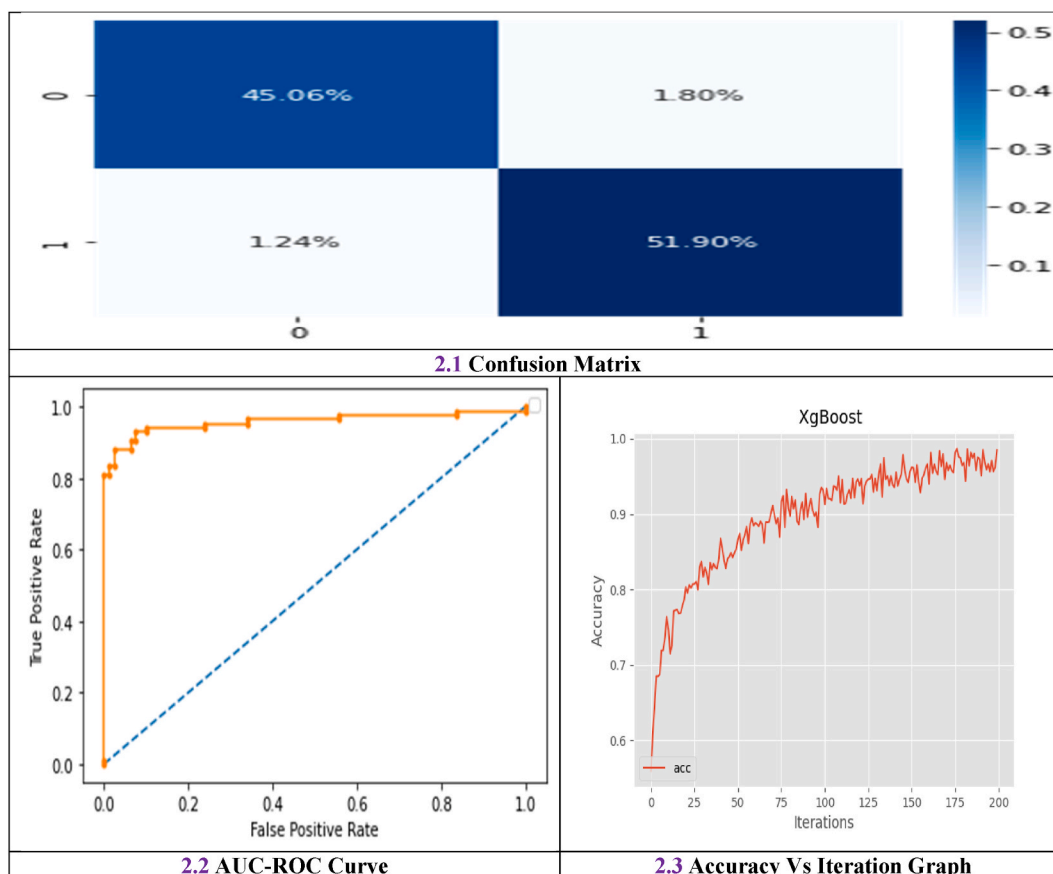 0
45.06%
1.80%
1
1.24%
51.90%
0
1
0.5
0.4
0.3
0.2
0.1
2.1 Confusion Matrix
True Positive Rate
1.0
0.8
0.6
0.4
0.2
0.0
0.0 0.2 0.4 0.6 0.8 1.0
False Positive Rate
2.2 AUC-ROC Curve
XgBoost
Accuracy
1.0
0.9
0.8
0.7
0.6
acc
0 25 50 75 100 125 150 175 200
Iterations
2.3 Accuracy Vs Iteration Graph